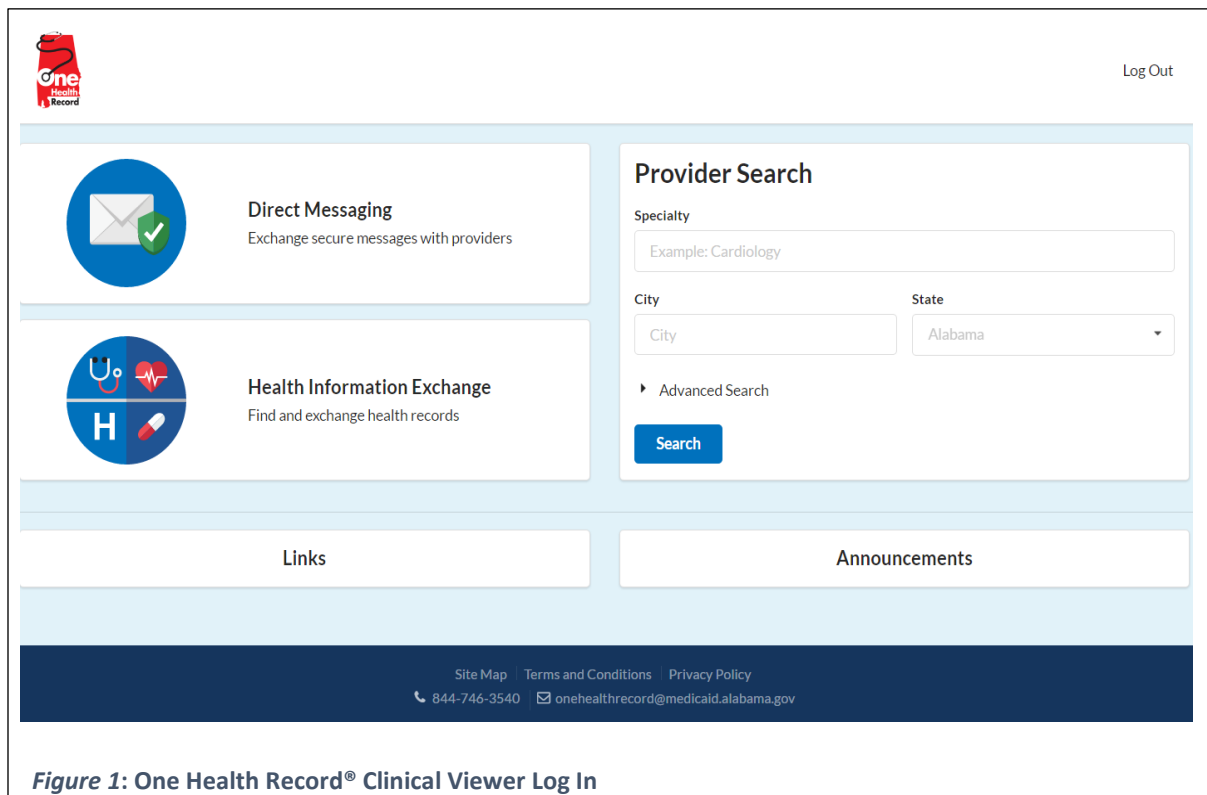 One
Health
Record
Log Out
Direct Messaging
Exchange secure messages with providers
Health Information Exchange
Find and exchange health records
H
Provider Search
Specialty
Example: Cardiology
City
State
City
Alabama
Advanced Search
Search
Links
Announcements
Site Map Terms and Conditions Privacy Policy
844-746-3540 onehealthrecord@medicaid.alabama.gov
Figure 1: One Health Record® Clinical Viewer Log In